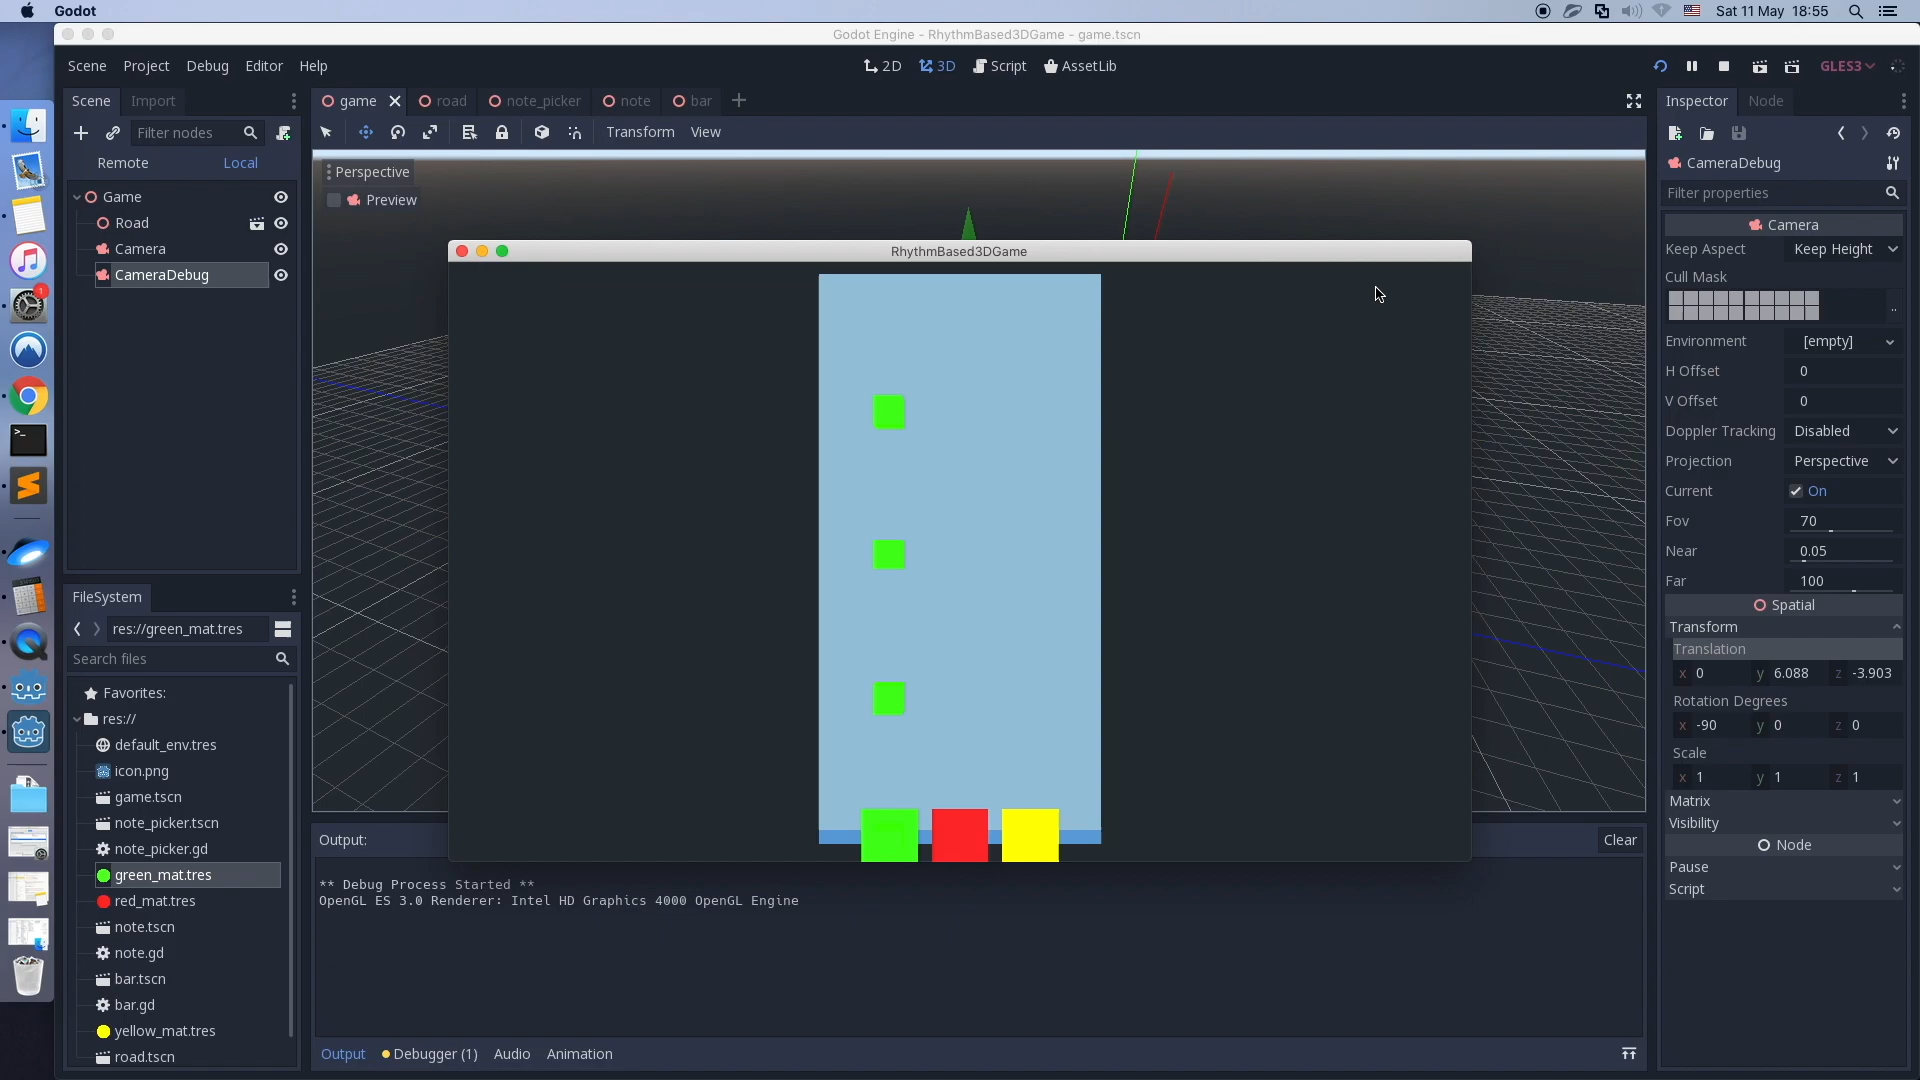 Godot
Sat 11 May 18:55
Godot Engine - RhythmBased3DGame - game.tscn
Scene Project Debug Editor Help
2D 3D Script AssetLib
GLES3
Scene Import
game road note_picker note bar
Inspector Node
Filter nodes
Transform View
Remote Local
Perspective
Preview
Game
Road
Camera
CameraDebug
RhythmBased3DGame
CameraDebug
Filter properties
Camera
Keep Aspect Keep Height
Cull Mask
..
Environment [empty]
H Offset 0
V Offset 0
Doppler Tracking Disabled
Projection Perspective
Current On
Fov 70
Near 0.05
Far 100
Spatial
Transform
Translation
x 0 y 6.088 z -3.903
Rotation Degrees
x -90 y 0 z 0
Scale
x 1 y 1 z 1
Matrix
Visibility
Node
Pause
Script
FileSystem
res://green_mat.tres
Search files
Favorites:
res://
default_env.tres
icon.png
game.tscn
note_picker.tscn
note_picker.gd
green_mat.tres
red_mat.tres
note.tscn
note.gd
bar.tscn
bar.gd
yellow_mat.tres
road.tscn
Output: Clear
** Debug Process Started **
OpenGL ES 3.0 Renderer: Intel HD Graphics 4000 OpenGL Engine
Output Debugger (1) Audio Animation
1
>_